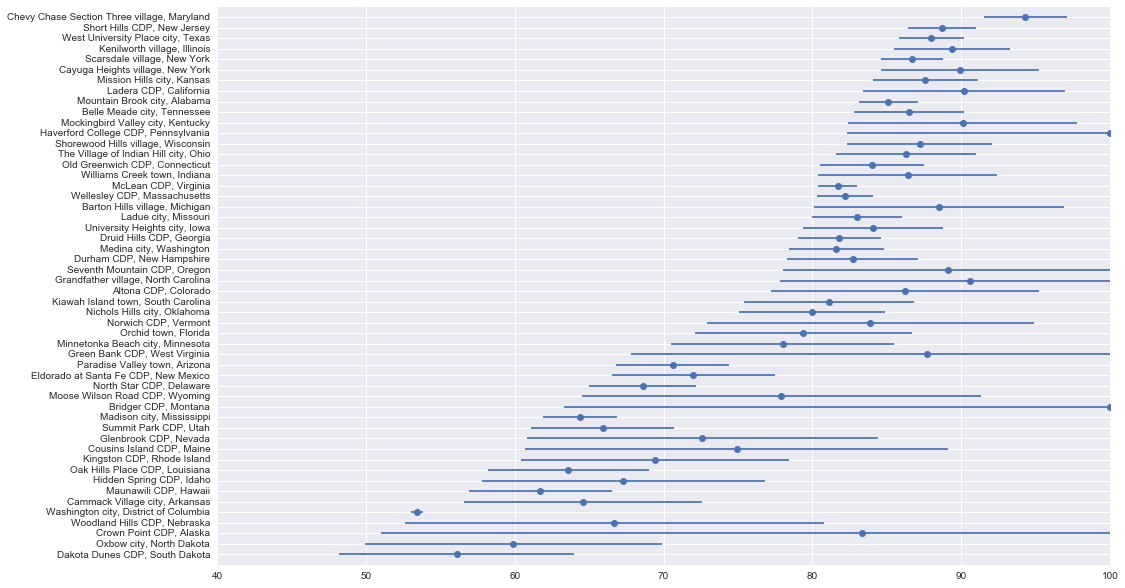 Chevy Chase Section Three village, Maryland
Short Hills CDP, New Jersey
West University Place city, Texas
Kenilworth village, Illinois
Scarsdale village, New York
Cayuga Heights village, New York
Mission Hills city, Kansas
Ladera CDP, California
Mountain Brook city, Alabama
Belle Meade city, Tennessee
Mockingbird Valley city, Kentucky
Haverford College CDP, Pennsylvania
Shorewood Hills village, Wisconsin
The Village of Indian Hill city, Ohio
Old Greenwich CDP, Connecticut
Williams Creek town, Indiana
McLean CDP, Virginia
Wellesley CDP, Massachusetts
Barton Hills village, Michigan
Ladue city, Missouri
University Heights city, Iowa
Druid Hills CDP, Georgia
Medina city, Washington
Durham CDP, New Hampshire
Seventh Mountain CDP, Oregon
Grandfather village, North Carolina
Altona CDP, Colorado
Kiawah Island town, South Carolina
Nichols Hills city, Oklahoma
Norwich CDP, Vermont
Orchid town, Florida
Minnetonka Beach city, Minnesota
Green Bank CDP, West Virginia
Paradise Valley town, Arizona
Eldorado at Santa Fe CDP, New Mexico
North Star CDP, Delaware
Moose Wilson Road CDP, Wyoming
Bridger CDP, Montana
Madison city, Mississippi
Summit Park CDP, Utah
Glenbrook CDP, Nevada
Cousins Island CDP, Maine
Kingston CDP, Rhode Island
Oak Hills Place CDP, Louisiana
Hidden Spring CDP, Idaho
Maunawili CDP, Hawaii
Cammack Village city, Arkansas
Washington city, District of Columbia
Woodland Hills CDP, Nebraska
Crown Point CDP, Alaska
Oxbow city, North Dakota
Dakota Dunes CDP, South Dakota
40 50 60 70 80 90 100